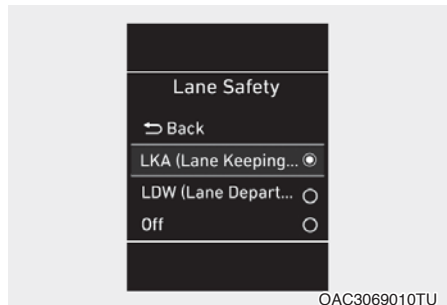 Lane Safety
Back
LKA (Lane Keeping...
LDW (Lane Depart...
Off
OAC3069010TU